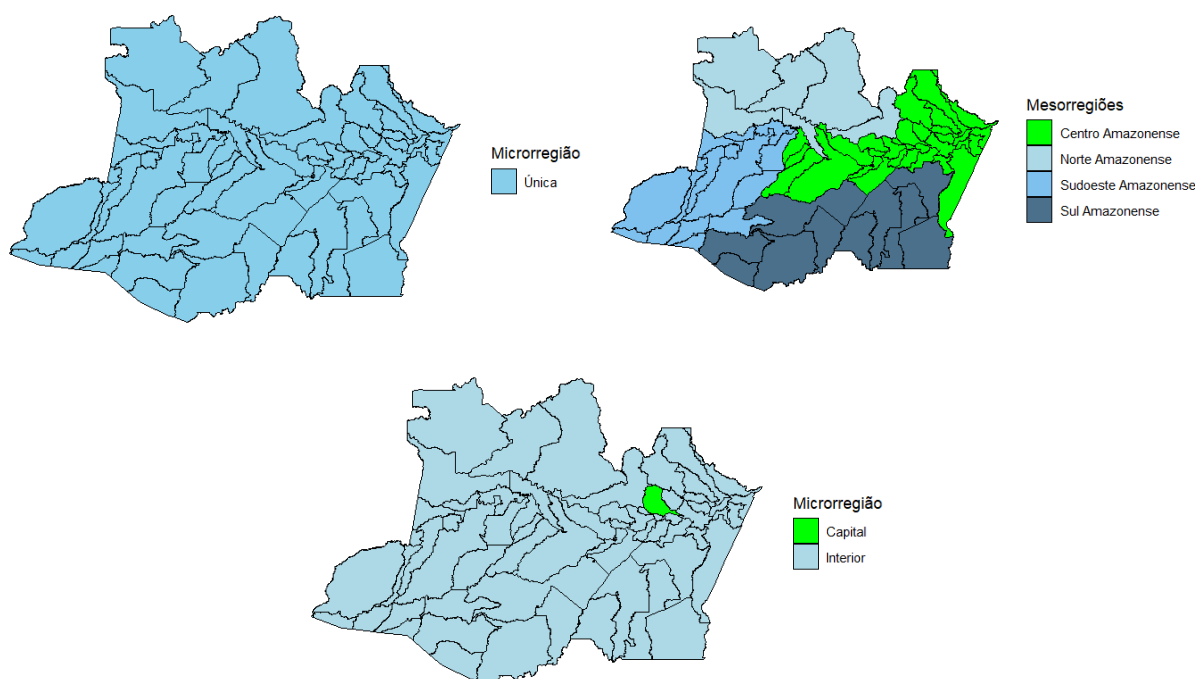 Microrregião
Única
Mesorregiões
Centro Amazonense
Norte Amazonense
Sudoeste Amazonense
Sul Amazonense
Microrregião
Capital
Interior